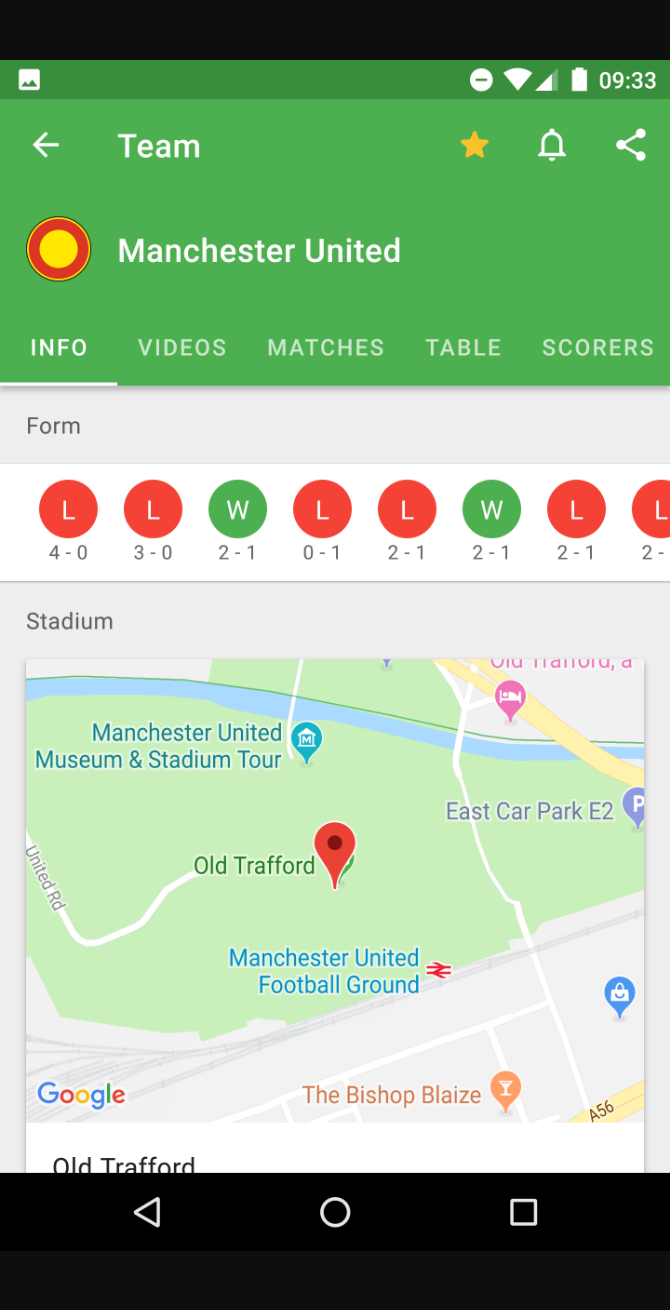 09:33
Team
Manchester United
INFO VIDEOS MATCHES TABLE SCORERS
Form
L L W L L W L L
4 - 0 3 - 0 2 - 1 0 - 1 2 - 1 2 - 1 2 - 1 2 -
Stadium
Old Trafford, a
Manchester United
Museum & Stadium Tour
East Car Park E2
P
United Rd
Old Trafford
Manchester United
Football Ground
Google
The Bishop Blaize
A56
Old Trafford